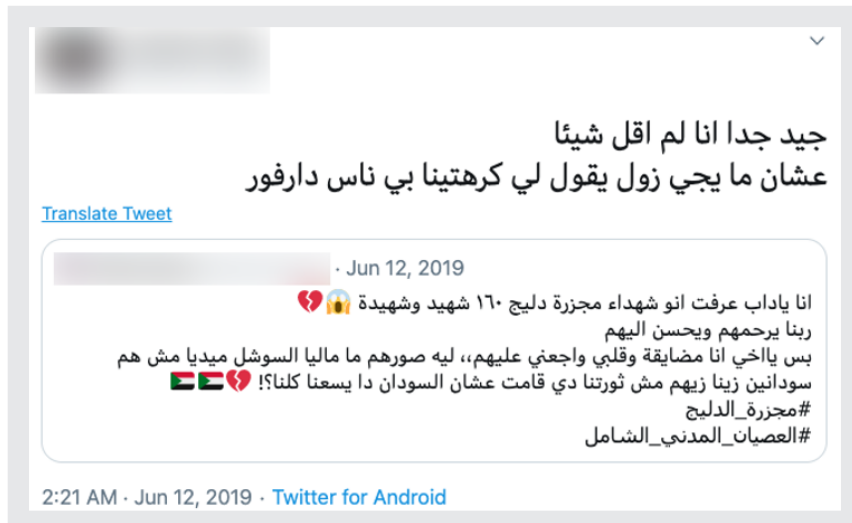 جيد جدا انا لم اقل شيئا
عشان ما يجي زول يقول لي كرهتينا بي ناس دارفور
Translate Tweet
· Jun 12, 2019
انا ياداب عرفت انو شهداء مجزرة دليج ١٦٠ شهيد وشهيدة 😱💔
ربنا يرحمهم ويحسن اليهم
بس يااخي انا مضايقة وقلبي واجعني عليهم،، ليه صورهم ما ماليا السوشل ميديا مش هم
سودانين زينا زيهم مش ثورتنا دي قامت عشان السودان دا يسعنا كلنا؟! 💔🇸🇩🇸🇩
#مجزرة_الدليج
#العصيان_المدني_الشامل
2:21 AM · Jun 12, 2019 · Twitter for Android